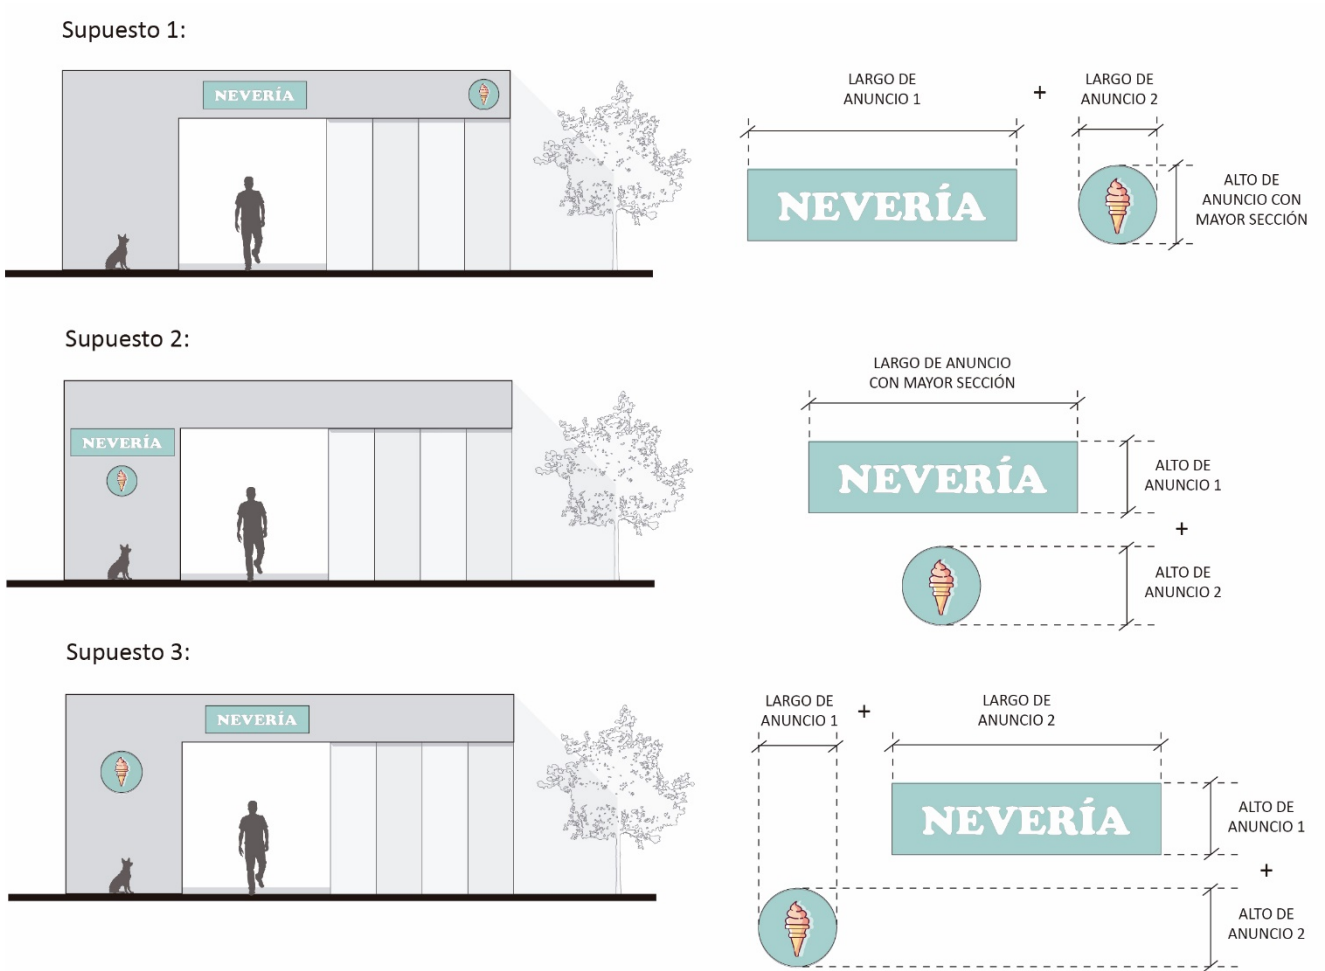 Supuesto 1:
NEVERÍA
LARGO DE
ANUNCIO 1
+
LARGO DE
ANUNCIO 2
NEVERÍA
ALTO DE
ANUNCIO CON
MAYOR SECCIÓN
Supuesto 2:
NEVERÍA
LARGO DE ANUNCIO
CON MAYOR SECCIÓN
NEVERÍA
ALTO DE
ANUNCIO 1
+
ALTO DE
ANUNCIO 2
Supuesto 3:
NEVERÍA
LARGO DE
ANUNCIO 1
+
LARGO DE
ANUNCIO 2
NEVERÍA
ALTO DE
ANUNCIO 1
+
ALTO DE
ANUNCIO 2